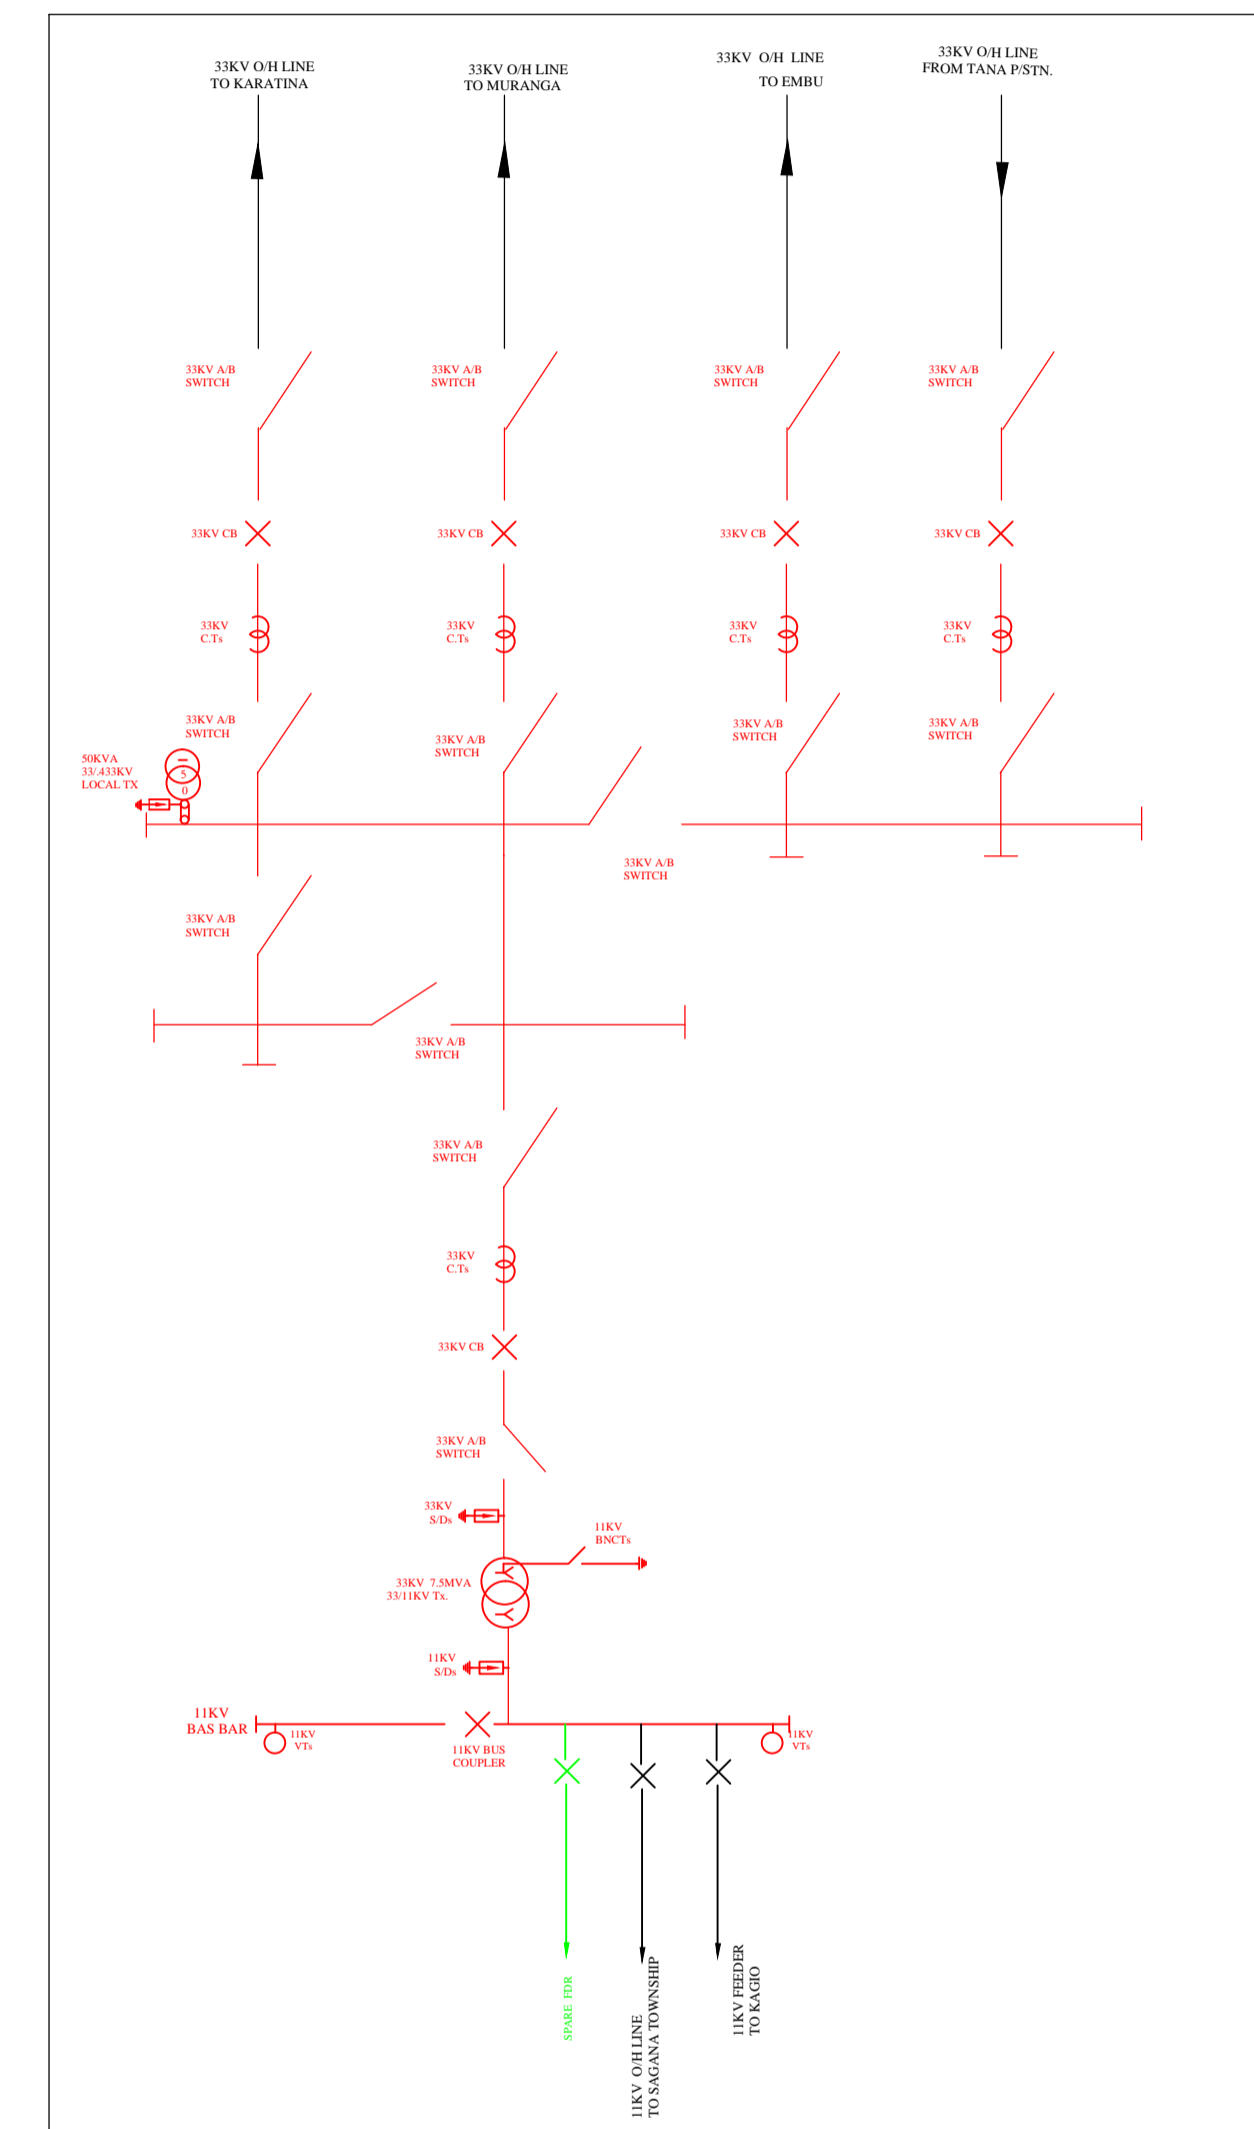 33KV O/H LINE
TO KARATINA
33KV O/H LINE
TO MURANGA
33KV O/H LINE
TO EMBU
33KV O/H LINE
FROM TANA P/STN.
33KV A/B
SWITCH
33KV A/B
SWITCH
33KV A/B
SWITCH
33KV A/B
SWITCH
33KV CB
33KV CB
33KV CB
33KV CB
33KV
C.Ts
33KV
C.Ts
33KV
C.Ts
33KV
C.Ts
33KV A/B
SWITCH
33KV A/B
SWITCH
33KV A/B
SWITCH
33KV A/B
SWITCH
50KVA
33/.433KV
LOCAL TX
5
0
33KV A/B
SWITCH
33KV A/B
SWITCH
33KV A/B
SWITCH
33KV A/B
SWITCH
33KV
C.Ts
33KV CB
33KV A/B
SWITCH
33KV
S/Ds
11KV
BNCTs
33KV 7.5MVA
33/11KV Tx.
11KV
S/Ds
11KV
BAS BAR
11KV
VTs
11KV BUS
COUPLER
11KV
VTs
SPARE FDR
11KV O/H LINE
TO SAGANA TOWNSHIP
11KV FEEDER
TO KAGIO